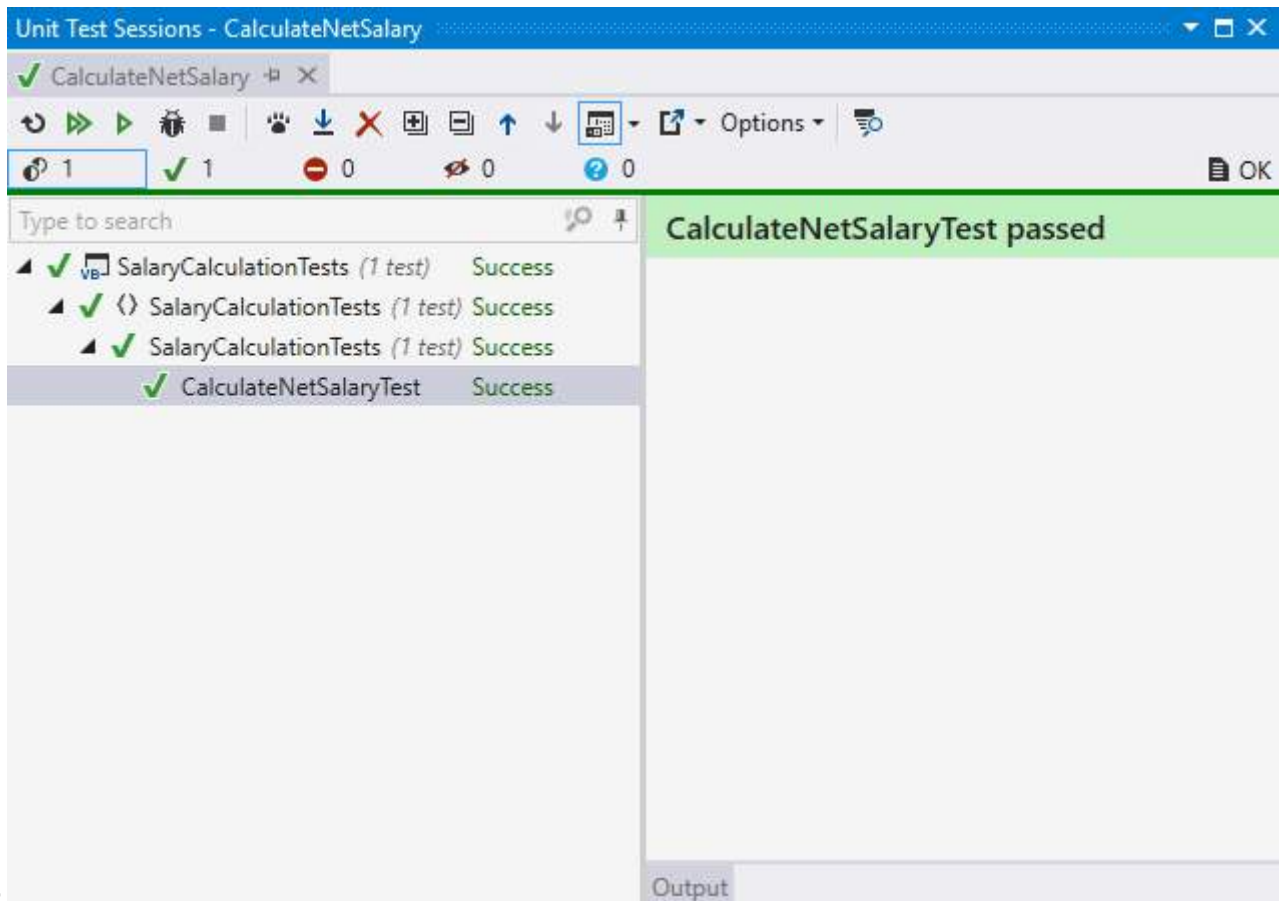 Unit Test Sessions - CalculateNetSalary
CalculateNetSalary
Options
1 1 0 0 0 OK
Type to search
CalculateNetSalaryTest passed
VB SalaryCalculationTests (1 test) Success
SalaryCalculationTests (1 test) Success
SalaryCalculationTests (1 test) Success
CalculateNetSalaryTest Success
Output